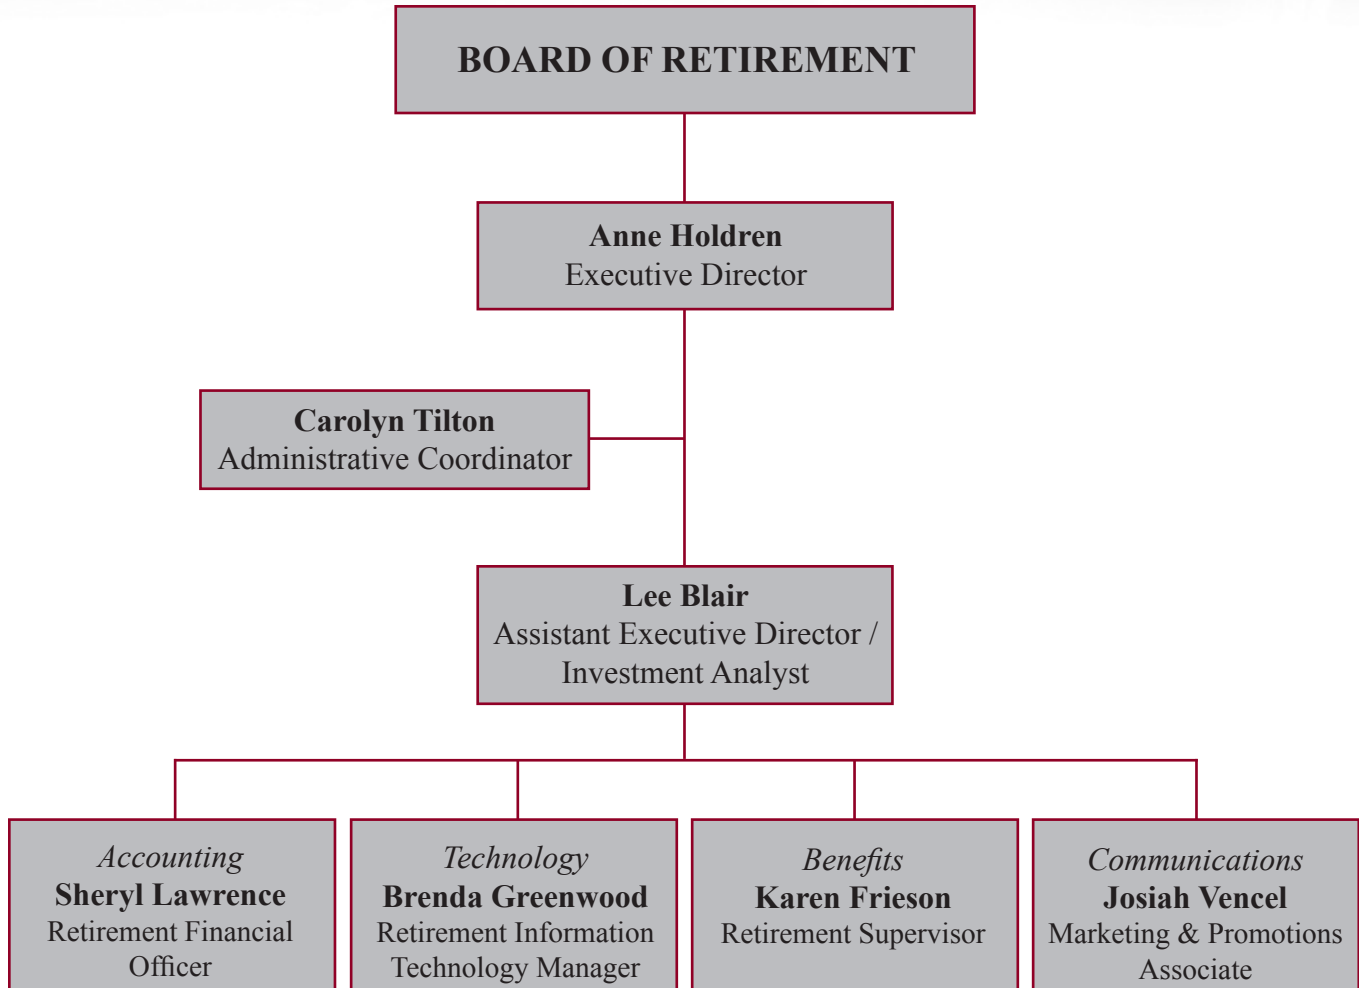 BOARD OF RETIREMENT
Anne Holdren
Executive Director
Carolyn Tilton
Administrative Coordinator
Lee Blair
Assistant Executive Director /
Investment Analyst
Accounting
Sheryl Lawrence
Retirement Financial
Officer
Technology
Brenda Greenwood
Retirement Information
Technology Manager
Benefits
Karen Frieson
Retirement Supervisor
Communications
Josiah Vencel
Marketing & Promotions
Associate